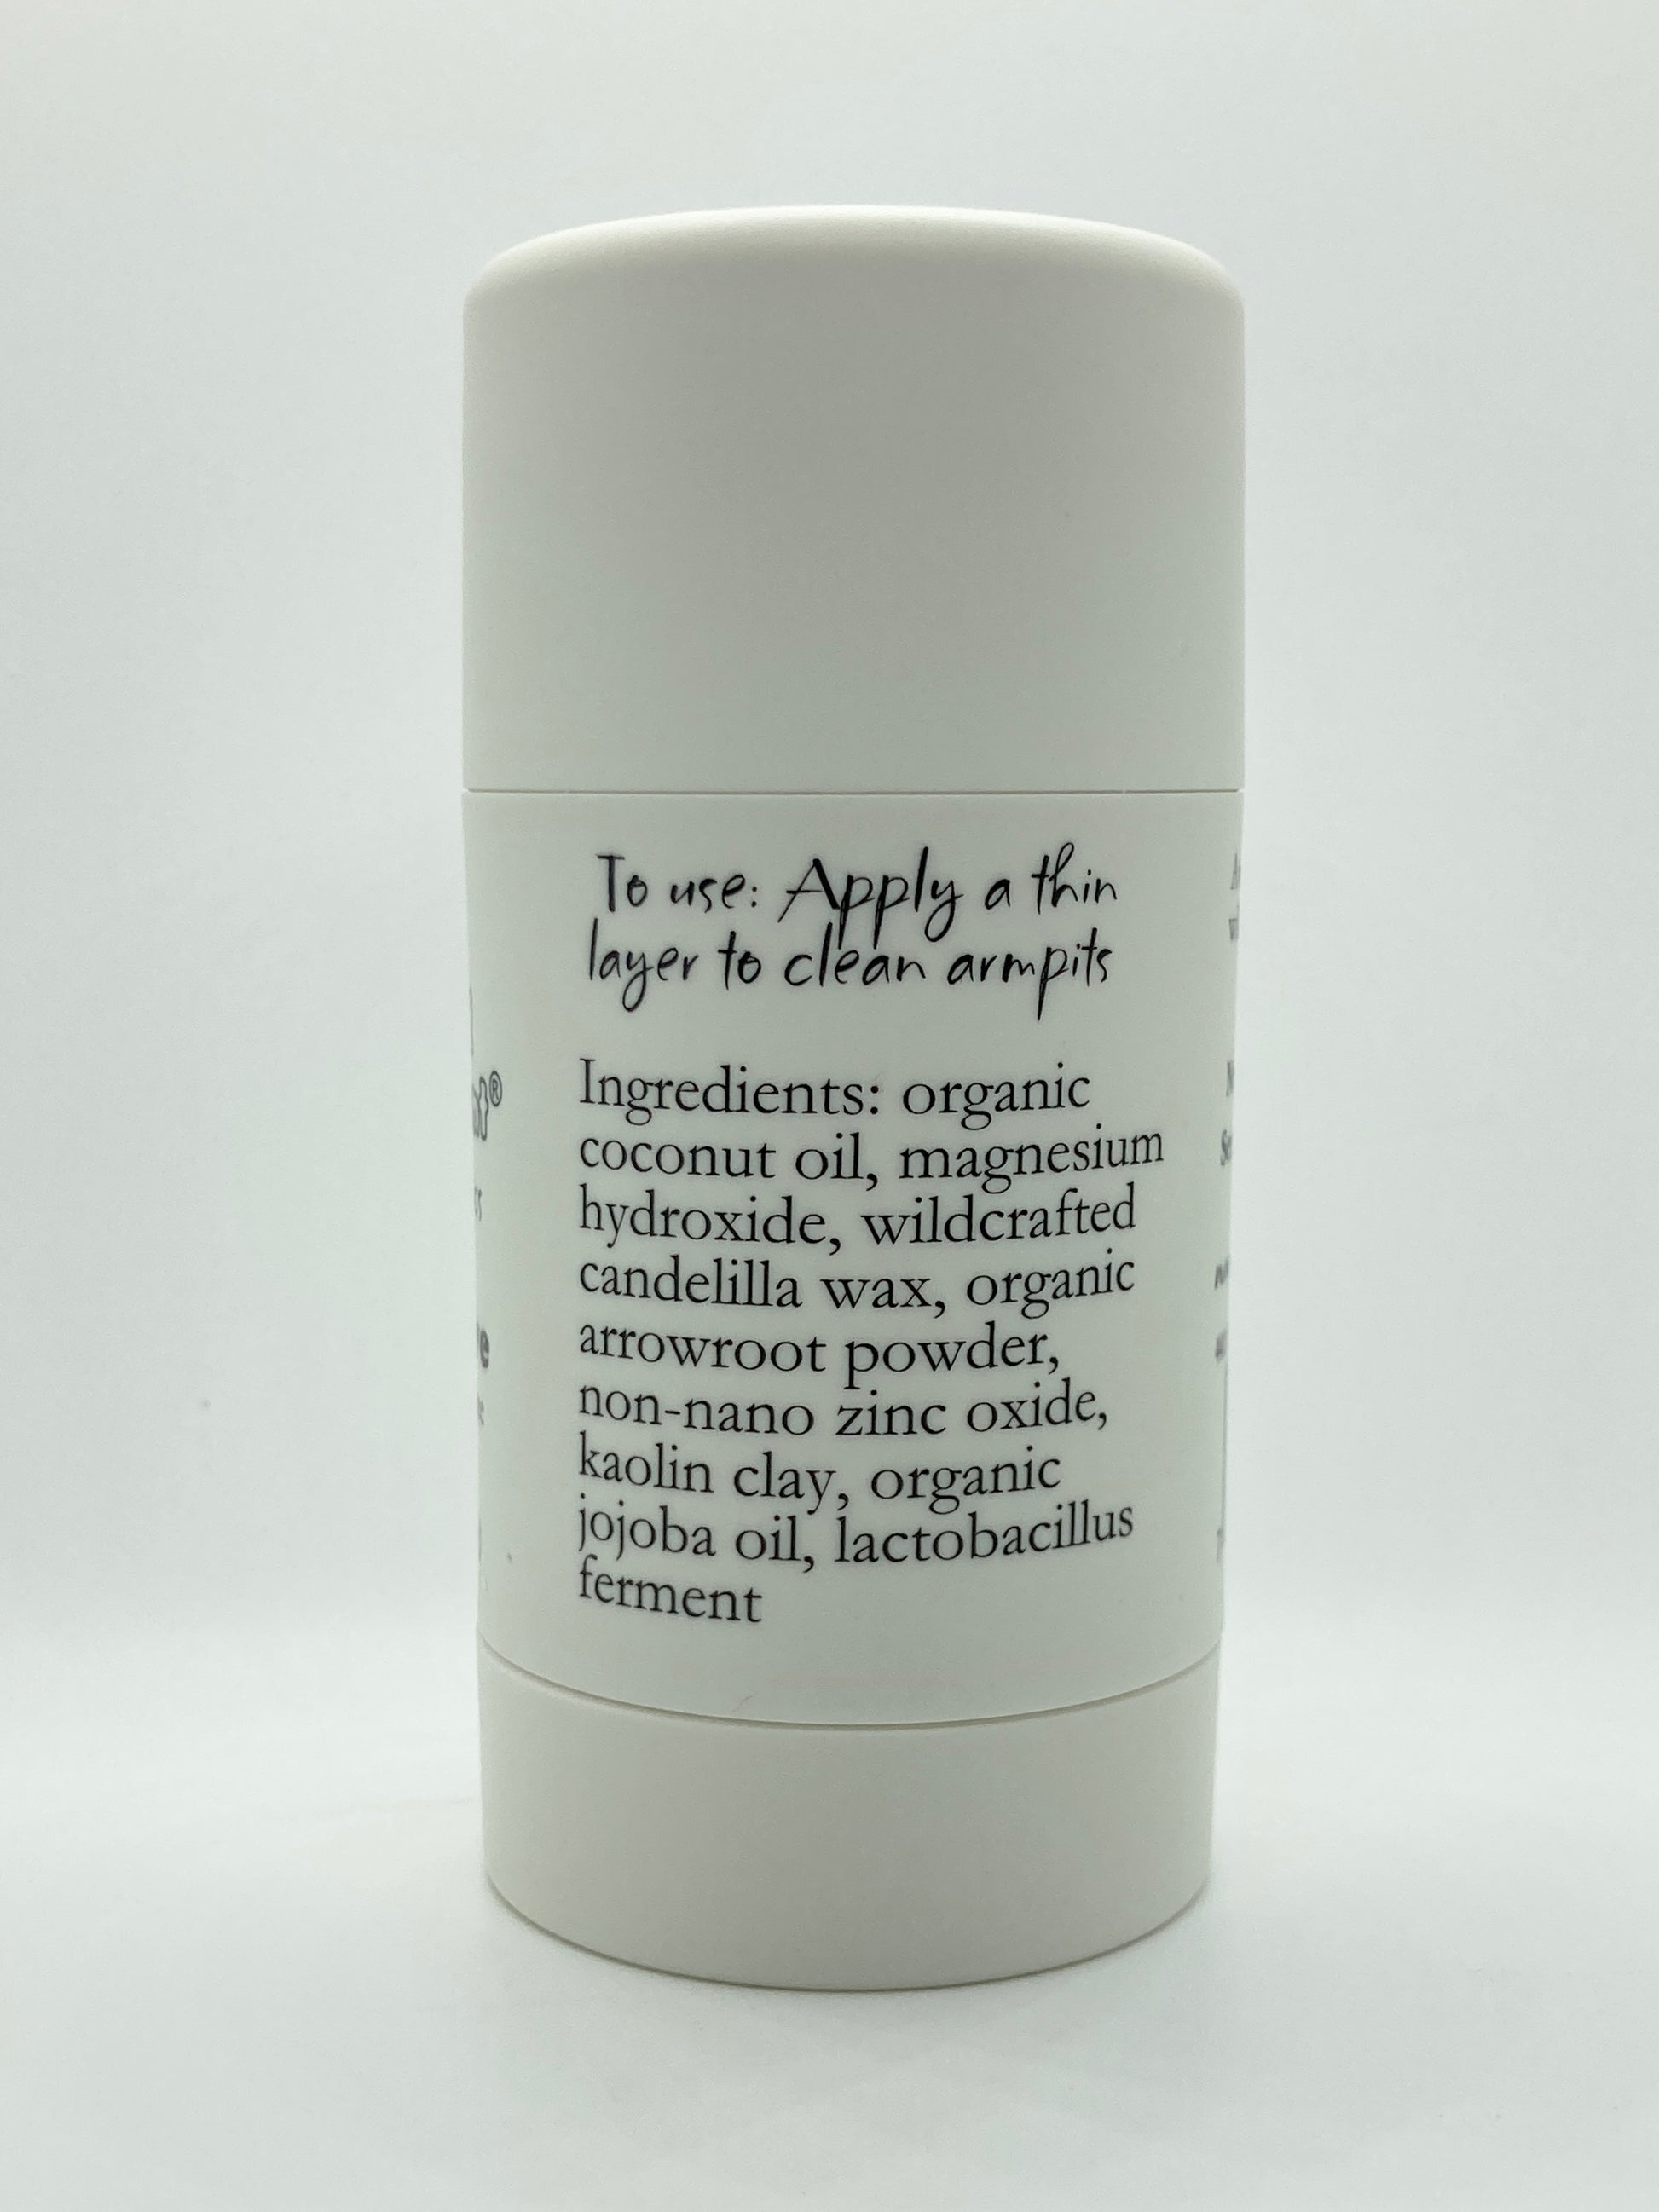 To use: Apply a thin
layer to clean armpits
Ingredients: organic
coconut oil, magnesium
hydroxide, wildcrafted
candelilla wax, organic
arrowroot powder,
non-nano zinc oxide,
kaolin clay, organic
jojoba oil, lactobacillus
ferment